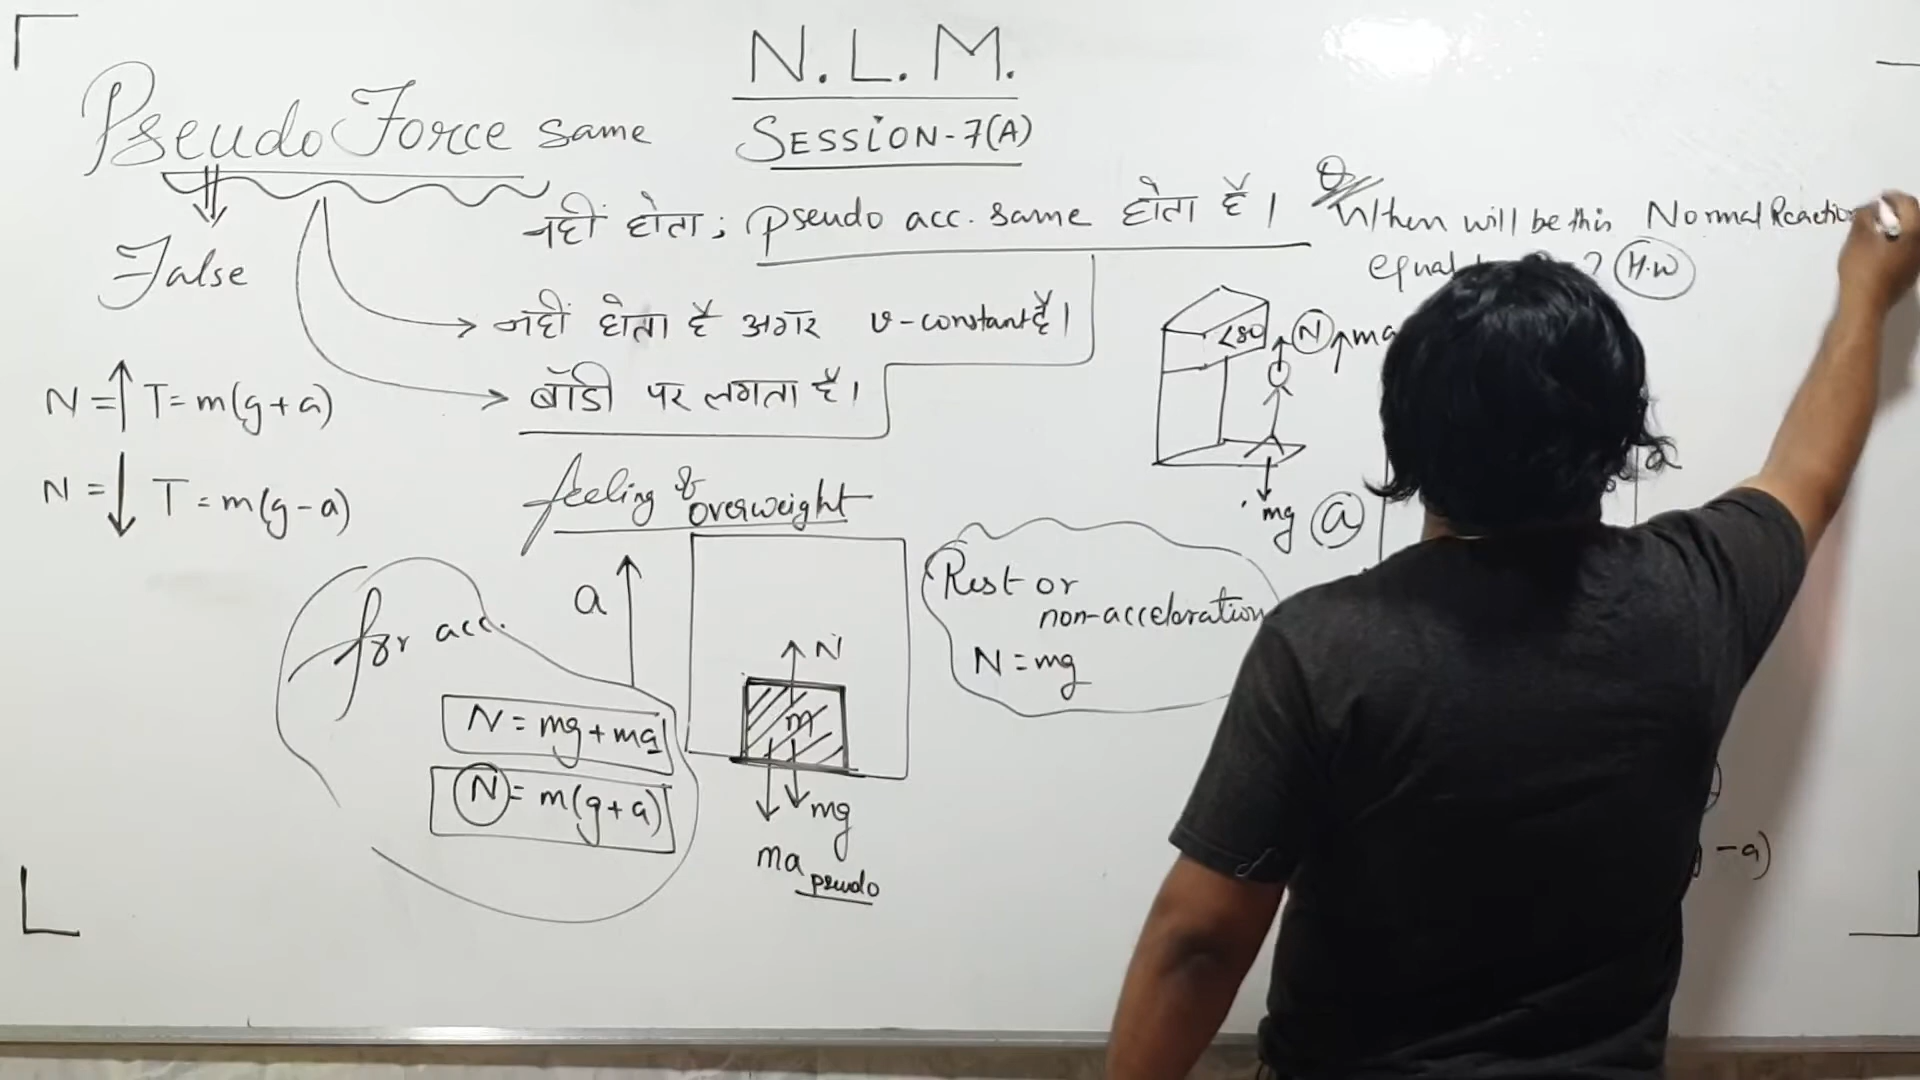 N.L.M.
SESSION-7(A)
Pseudo Force same
नहीं होता; pseudo acc. same होता है।
False
नहीं होता है अगर v-constant है।
बॉडी पर लगता है।
N = T = m(g+a)
N = T = m(g-a)
feeling of overweight
a
for acc.
N = mg + ma
N = m(g+a)
N
m
mg
ma pseudo
Rest or
non-acceleration
N = mg
Q When will be this Normal Reaction
equal ? H.W
<80
N ma
mg a
a
-a)